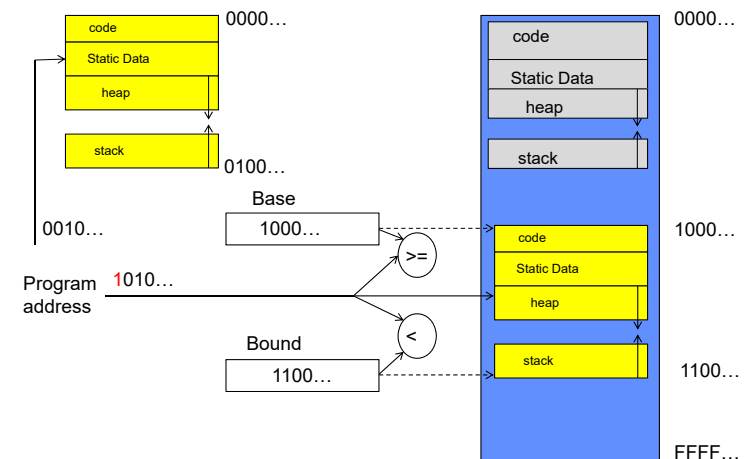 code
0000…
Static Data
heap
stack
0100…
0010…
Base
1000…
>=
Program
address
1010…
<
Bound
1100…
0000…
code
Static Data
heap
stack
1000…
code
Static Data
heap
stack
1100…
FFFF…